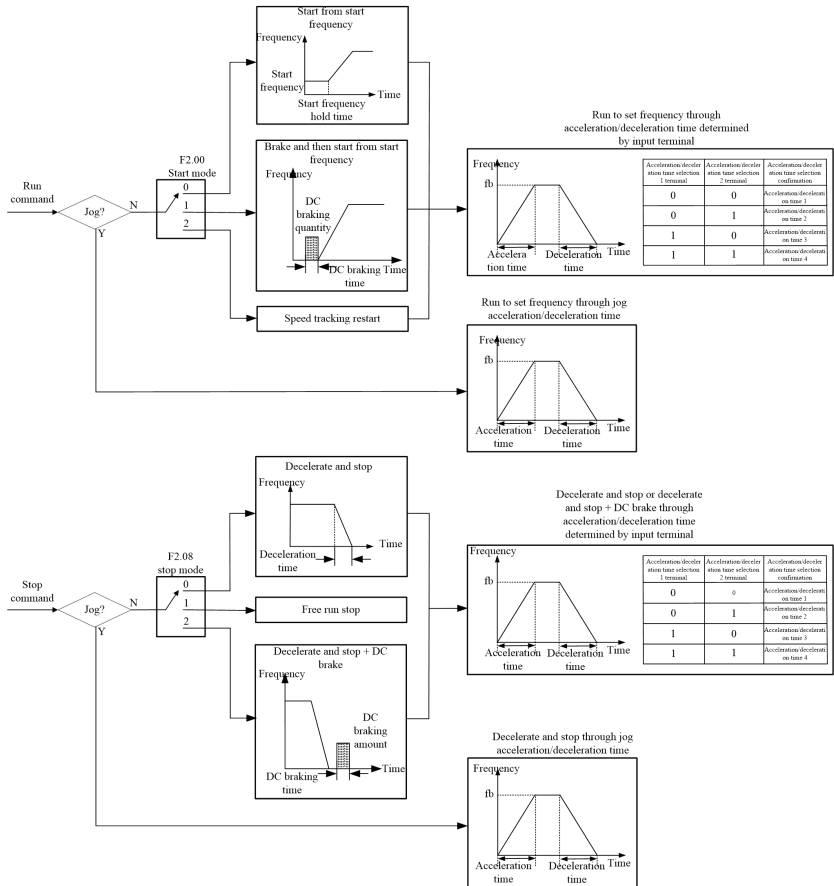 Start from start
frequency
Frequency
Start
frequency
Time
Start frequency
hold time
Run
command
Jog?
N
Y
F2.00
Start mode
0
1
2
Brake and then start from start
frequency
Frequency
DC
braking
quantity
DC braking Time
time
Speed tracking restart
Run to set frequency through
acceleration/deceleration time determined
by input terminal
Frequency
fb
Accelera
tion time
Deceleration
time
Time
Acceleration/deceler
ation time selection
1 terminal
Acceleration/deceler
ation time selection
2 terminal
Acceleration/deceler
ation time selection
confirmation
0
0
Acceleration/decelerati
on time 1
0
1
Acceleration/decelerati
on time 2
1
0
Acceleration/decelerati
on time 3
1
1
Acceleration/decelerati
on time 4
Run to set frequency through jog
acceleration/deceleration time
Frequency
fb
Acceleration
time
Deceleration
time
Time
Stop
command
Jog?
N
Y
F2.08
stop mode
0
1
2
Decelerate and stop
Frequency
Deceleration
time
Time
Free run stop
Decelerate and stop + DC
brake
Frequency
DC
braking
amount
DC braking
time
Time
Decelerate and stop or decelerate
and stop + DC brake through
acceleration/deceleration time
determined by input terminal
Frequency
fb
Acceleration
time
Deceleration
time
Time
Acceleration/deceler
ation time selection
1 terminal
Acceleration/deceler
ation time selection
2 terminal
Acceleration/deceler
ation time selection
confirmation
0
0
Acceleration/decelerati
on time 1
0
1
Acceleration/decelerati
on time 2
1
0
Acceleration/decelerati
on time 3
1
1
Acceleration/decelerati
on time 4
Decelerate and stop through jog
acceleration/deceleration time
Frequency
fb
Acceleration
time
Deceleration
time
Time